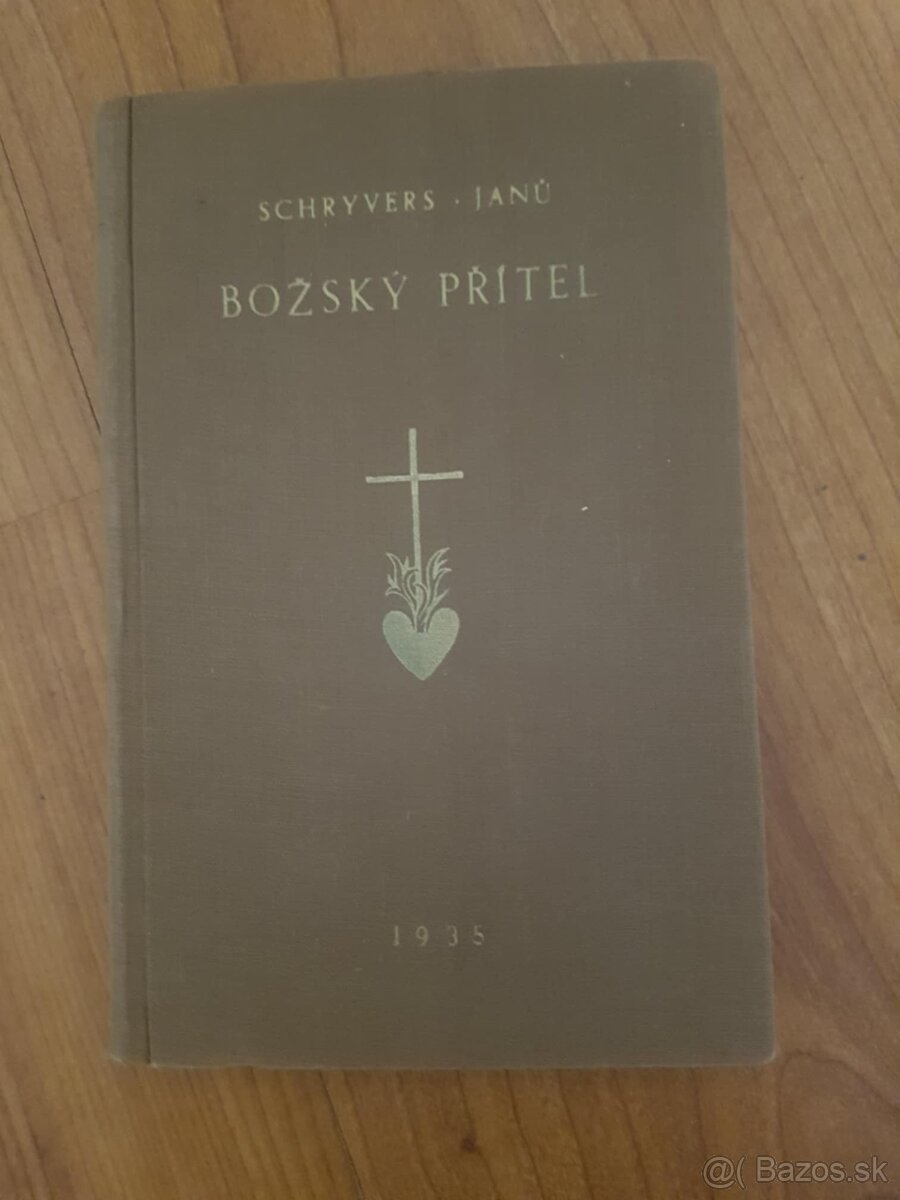 SCHRYVERS · JANŮ
BOŽSKÝ PŘÍTEL
1935
@( Bazos.sk